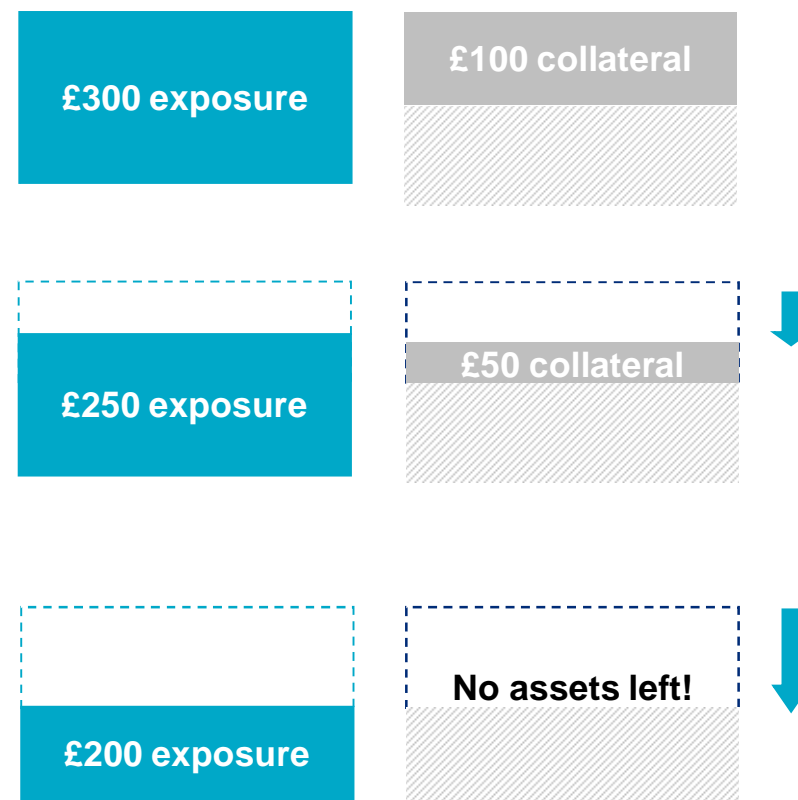 £300 exposure
£100 collateral
£250 exposure
£50 collateral
£200 exposure
No assets left!